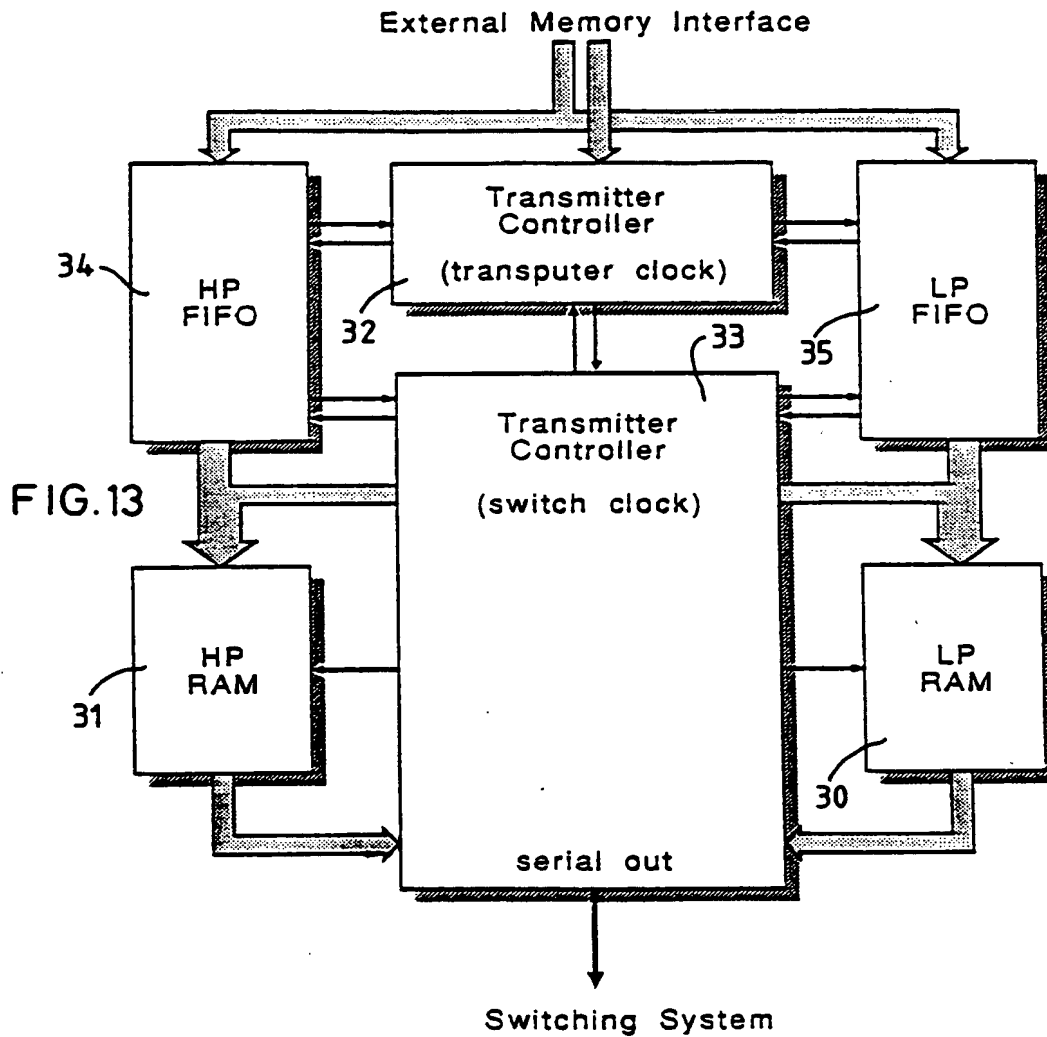 External Memory Interface
Transmitter
Controller
(transputer clock)
34
HP
FIFO
32
LP
FIFO
35
33
Transmitter
Controller
(switch clock)
FIG.13
HP
RAM
31
LP
RAM
30
serial out
Switching System